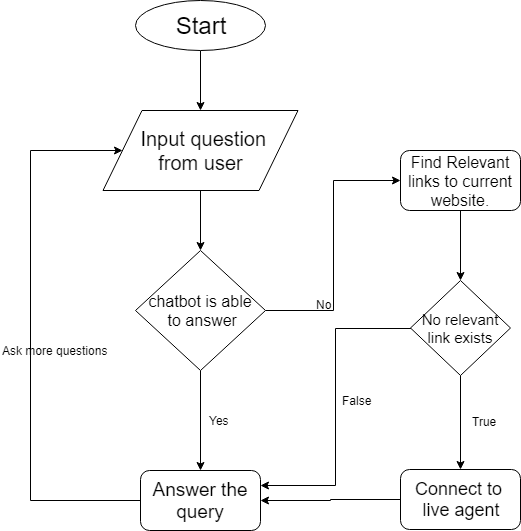 Start
Input question
from user
Find Relevant
links to current
website.
chatbot is able
to answer
No
No relevant
link exists
Ask more questions
False
Yes
True
Answer the
query
Connect to
live agent